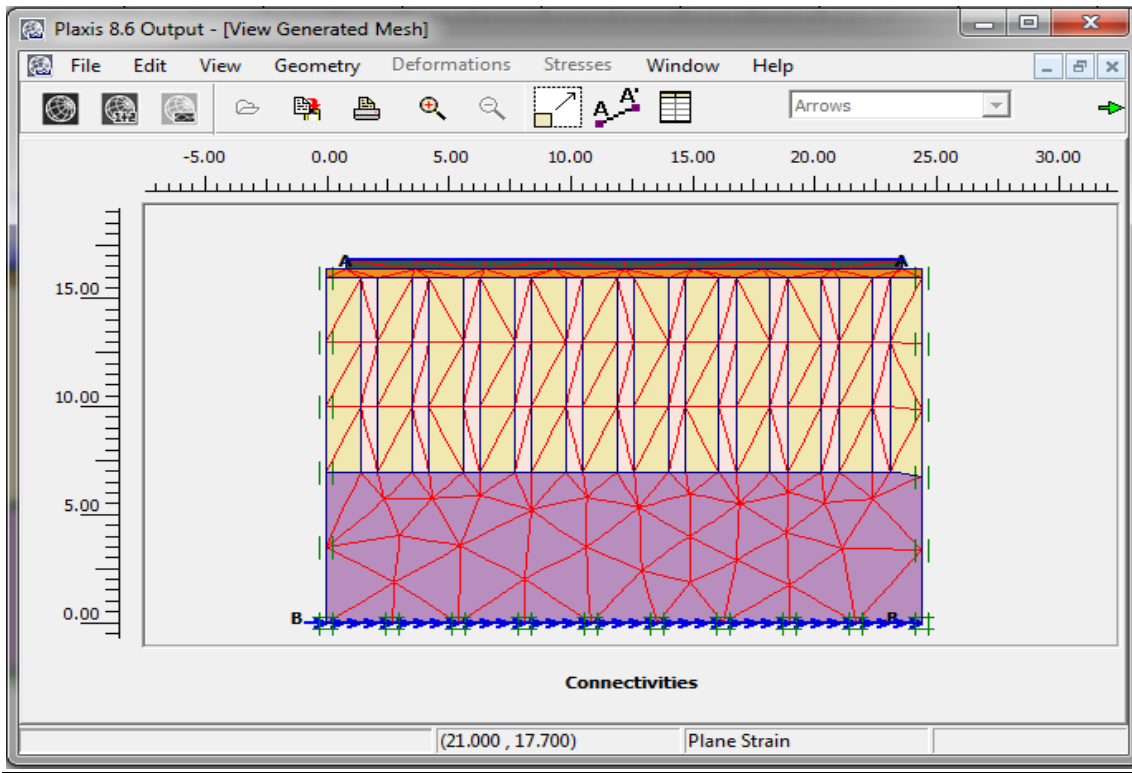 Plaxis 8.6 Output - [View Generated Mesh]
File Edit View Geometry Deformations Stresses Window Help
A A' Arrows
-5.00 0.00 5.00 10.00 15.00 20.00 25.00 30.00
A A
15.00
10.00
5.00
0.00
B B
Connectivities
(21.000 , 17.700) Plane Strain